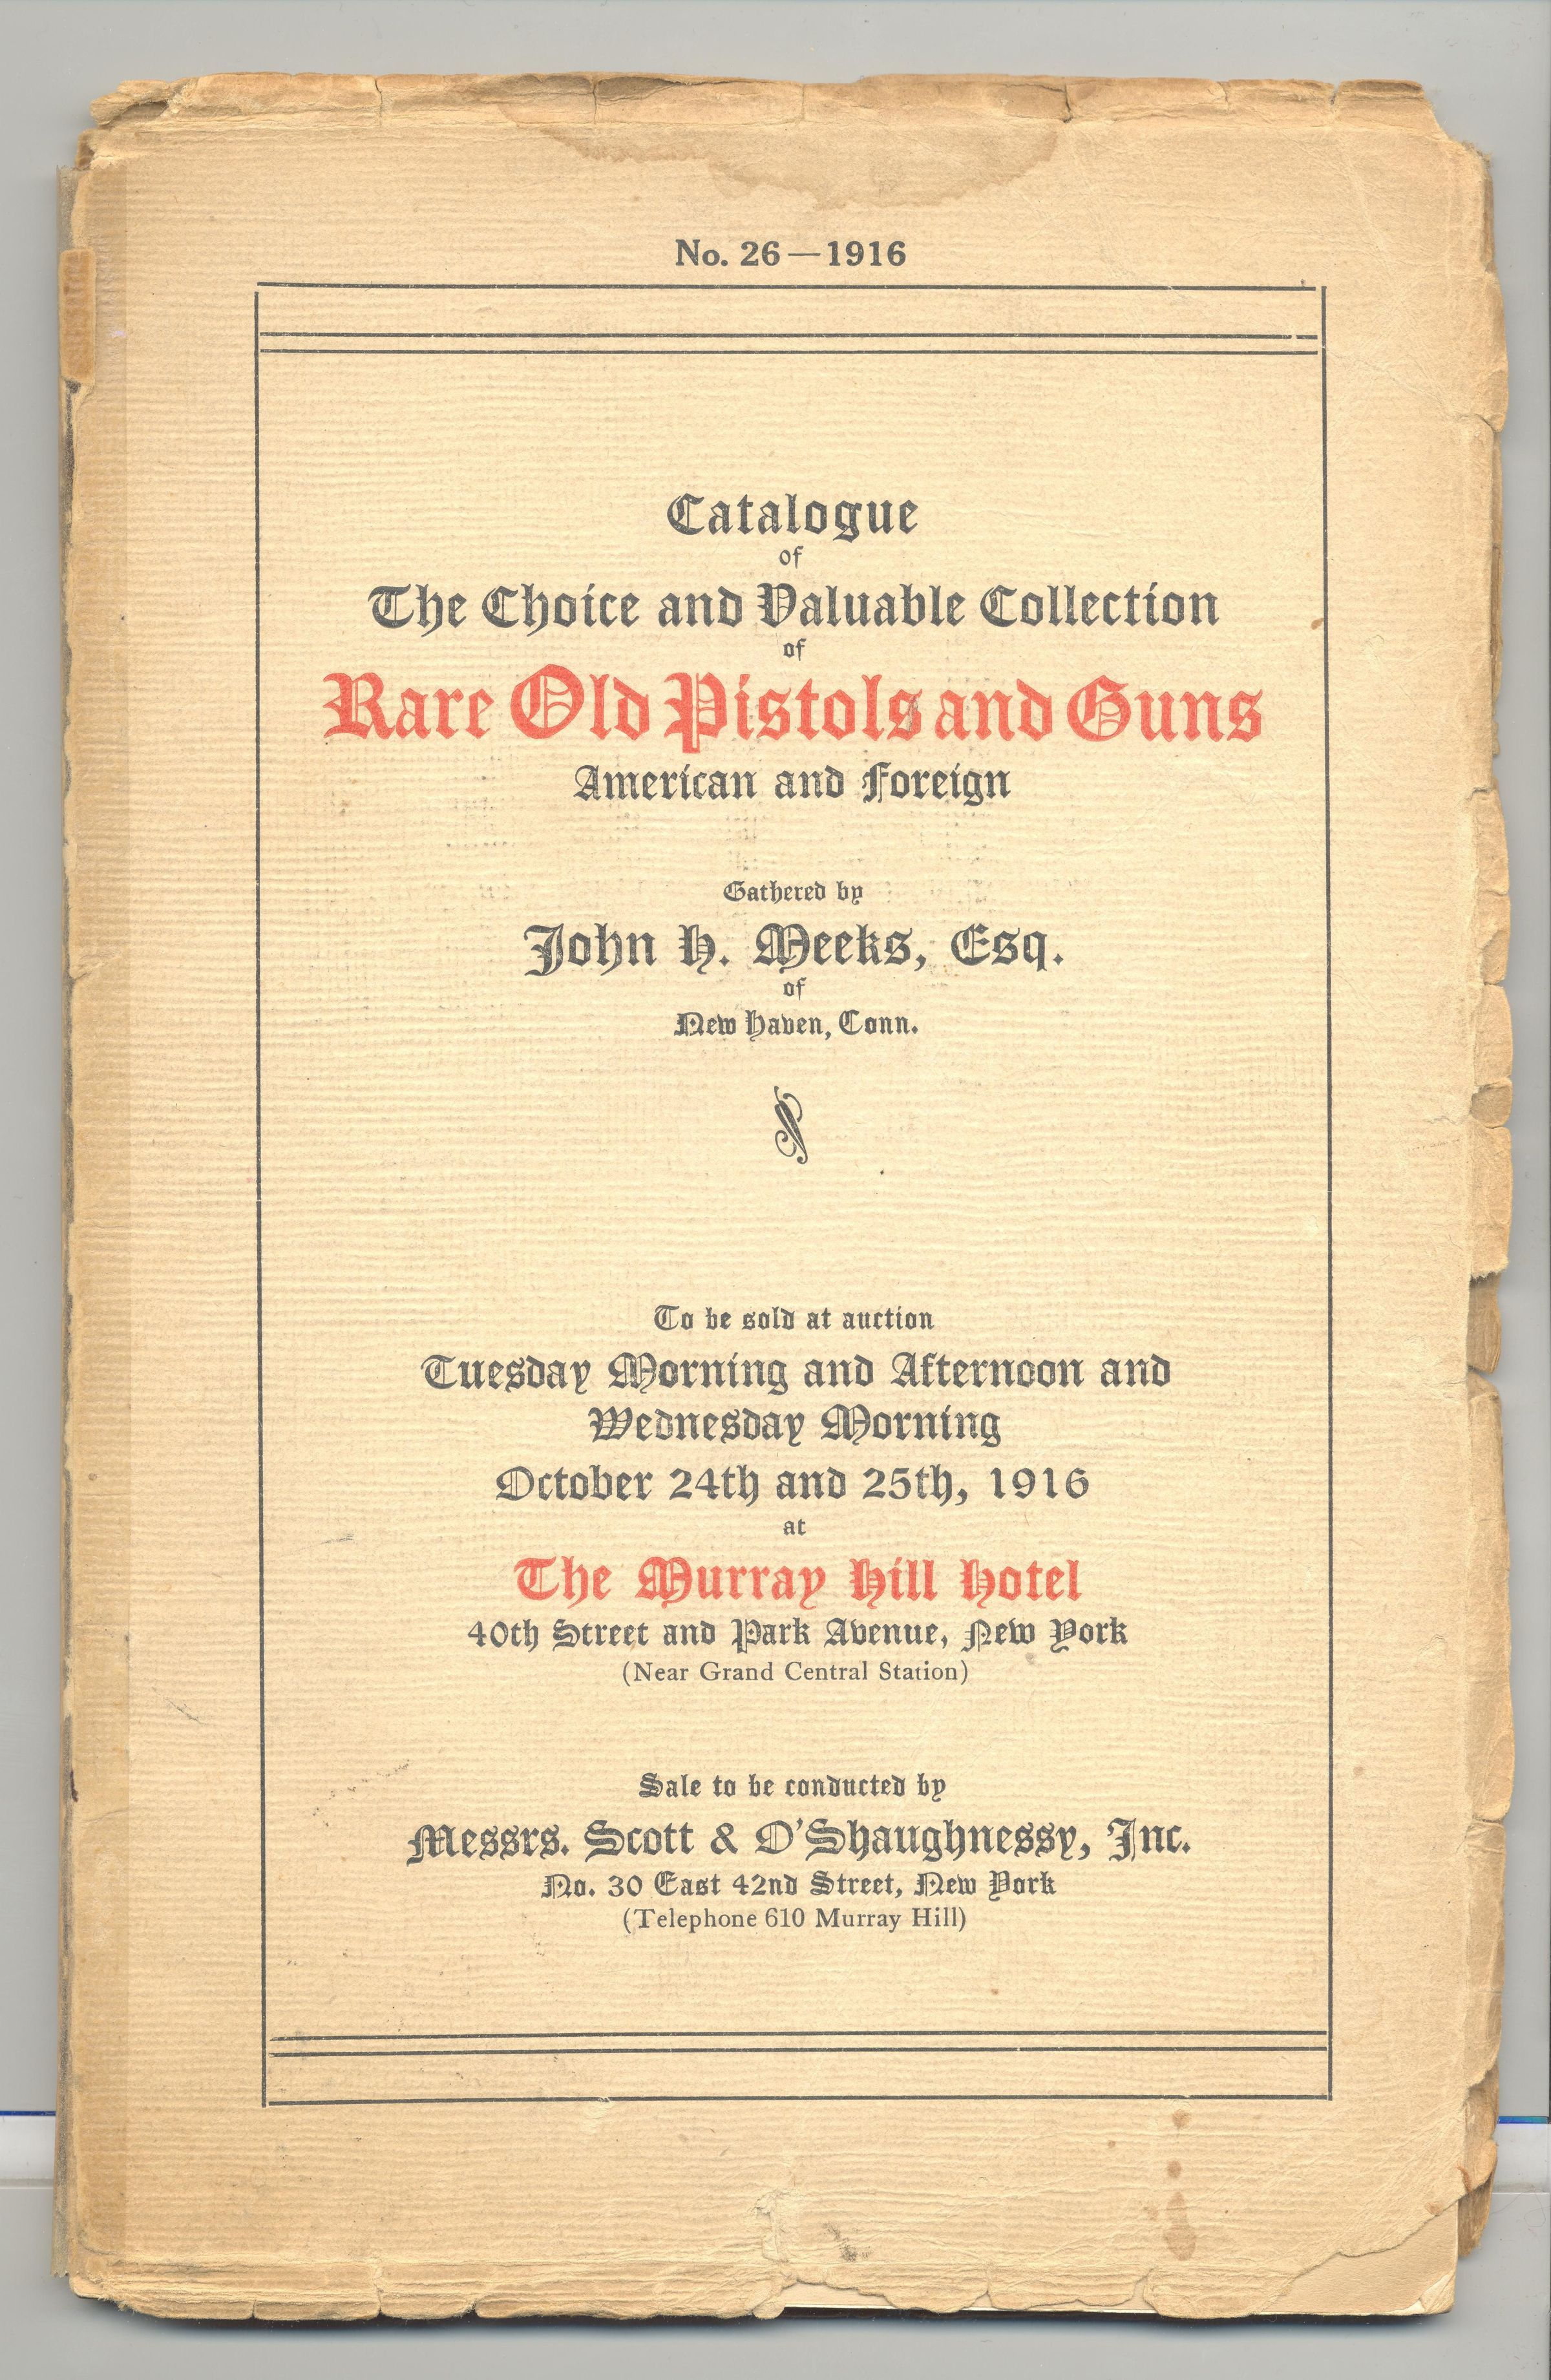 No. 26—1916
Catalogue
of
The Choice and Valuable Collection
of
Rare Old Pistols and Guns
American and Foreign
Gathered by
John H. Meeks, Esq.
of
New Haven, Conn.
To be sold at auction
Tuesday Morning and Afternoon and
Wednesday Morning
October 24th and 25th, 1916
at
The Murray Hill Hotel
40th Street and Park Avenue, New York
(Near Grand Central Station)
Sale to be conducted by
Messrs. Scott & O'Shaughnessy, Inc.
No. 30 East 42nd Street, New York
(Telephone 610 Murray Hill)